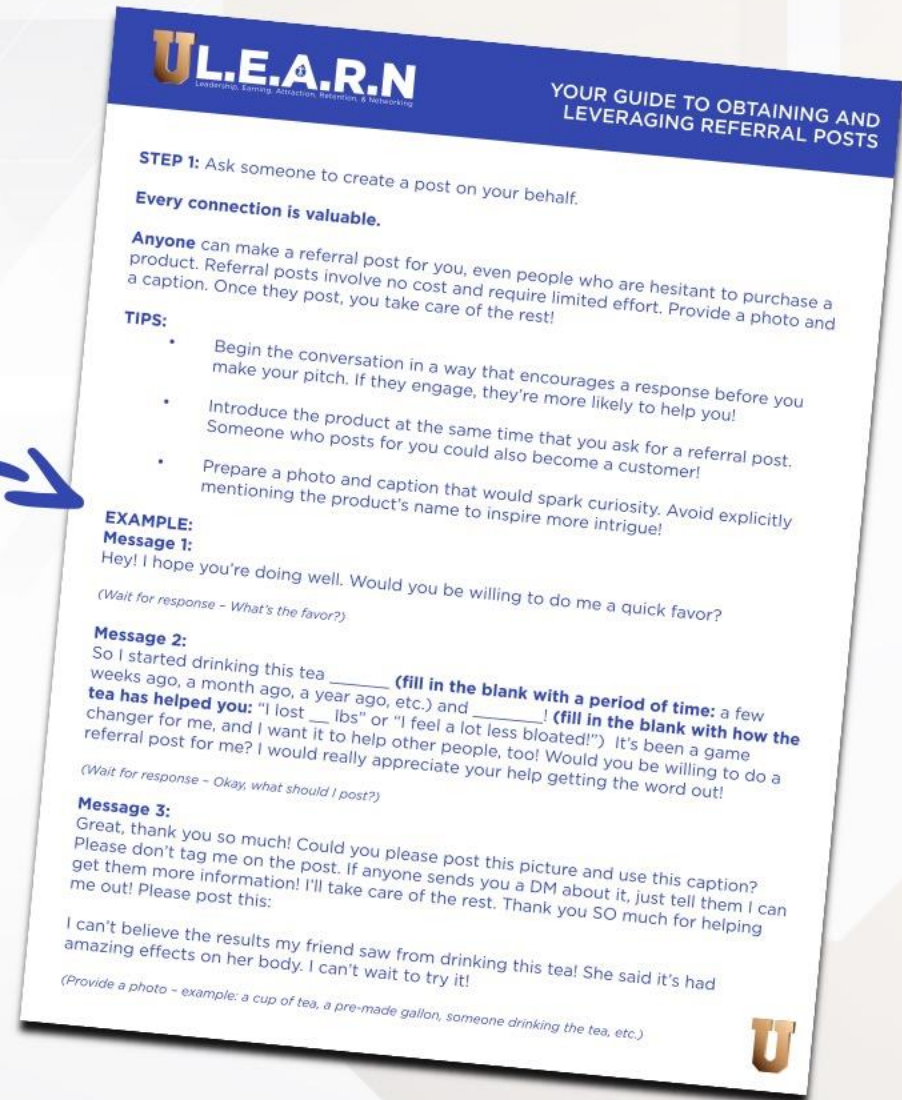 U L.E.A.R.N
Leadership, Earning, Attraction, Retention, & Networking
YOUR GUIDE TO OBTAINING AND
LEVERAGING REFERRAL POSTS
STEP 1: Ask someone to create a post on your behalf.
Every connection is valuable.
Anyone can make a referral post for you, even people who are hesitant to purchase a
product. Referral posts involve no cost and require limited effort. Provide a photo and
a caption. Once they post, you take care of the rest!
TIPS:
• Begin the conversation in a way that encourages a response before you
make your pitch. If they engage, they're more likely to help you!
• Introduce the product at the same time that you ask for a referral post.
Someone who posts for you could also become a customer!
• Prepare a photo and caption that would spark curiosity. Avoid explicitly
mentioning the product's name to inspire more intrigue!
EXAMPLE:
Message 1:
Hey! I hope you're doing well. Would you be willing to do me a quick favor?
(Wait for response – What's the favor?)
Message 2:
So I started drinking this tea ______ (fill in the blank with a period of time: a few
weeks ago, a month ago, a year ago, etc.) and _______! (fill in the blank with how the
tea has helped you: "I lost __ lbs" or "I feel a lot less bloated!") It's been a game
changer for me, and I want it to help other people, too! Would you be willing to do a
referral post for me? I would really appreciate your help getting the word out!
(Wait for response – Okay, what should I post?)
Message 3:
Great, thank you so much! Could you please post this picture and use this caption?
Please don't tag me on the post. If anyone sends you a DM about it, just tell them I can
get them more information! I'll take care of the rest. Thank you SO much for helping
me out! Please post this:
I can't believe the results my friend saw from drinking this tea! She said it's had
amazing effects on her body. I can't wait to try it!
(Provide a photo – example: a cup of tea, a pre-made gallon, someone drinking the tea, etc.)
U